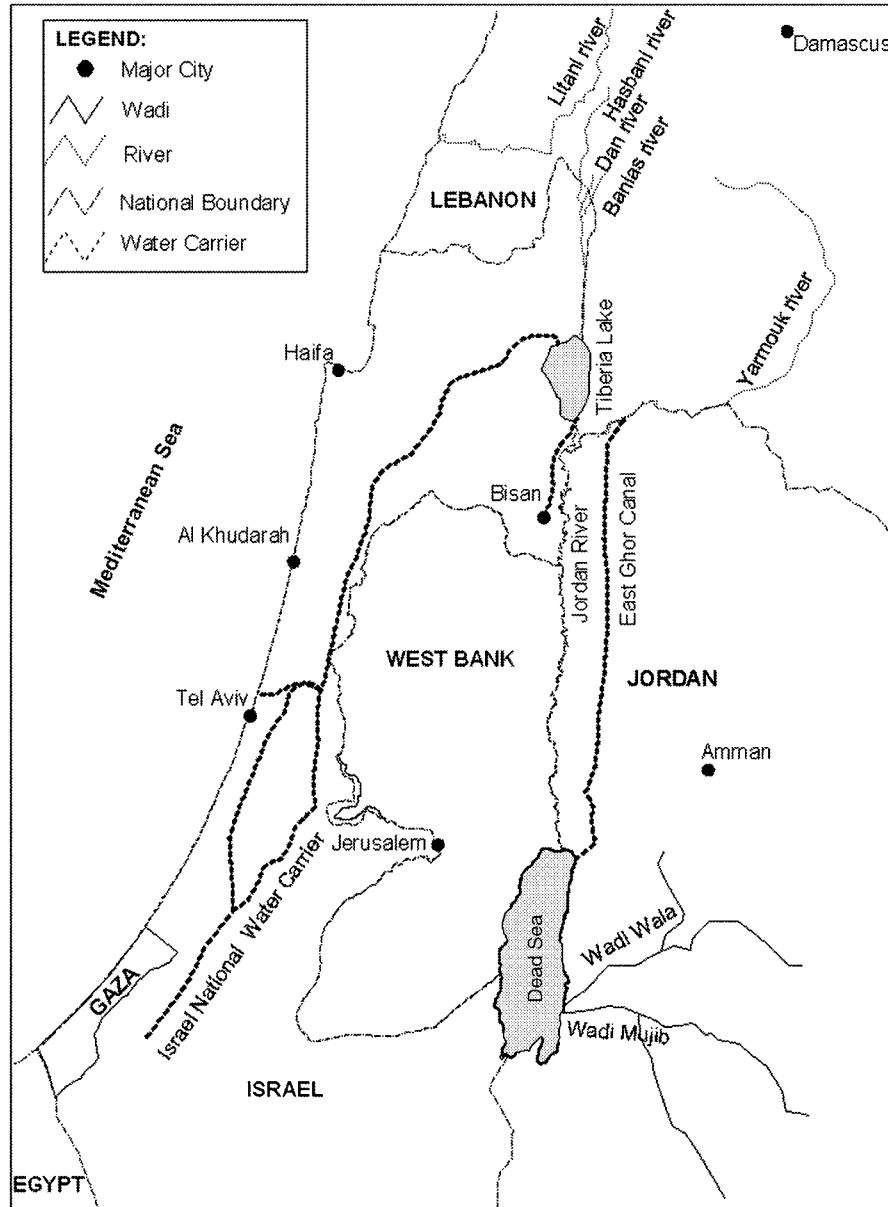 LEGEND:
Major City
Wadi
River
National Boundary
Water Carrier
Damascus
Litani river
Hasbani river
Dan river
Banias river
LEBANON
Yarmouk river
Haifa
Tiberia Lake
Mediterranean Sea
Bisan
Al Khudarah
Jordan River
East Ghor Canal
WEST BANK
JORDAN
Tel Aviv
Amman
Jerusalem
Israel National Water Carrier
Dead Sea
Wadi Wala
Wadi Mujib
GAZA
ISRAEL
EGYPT